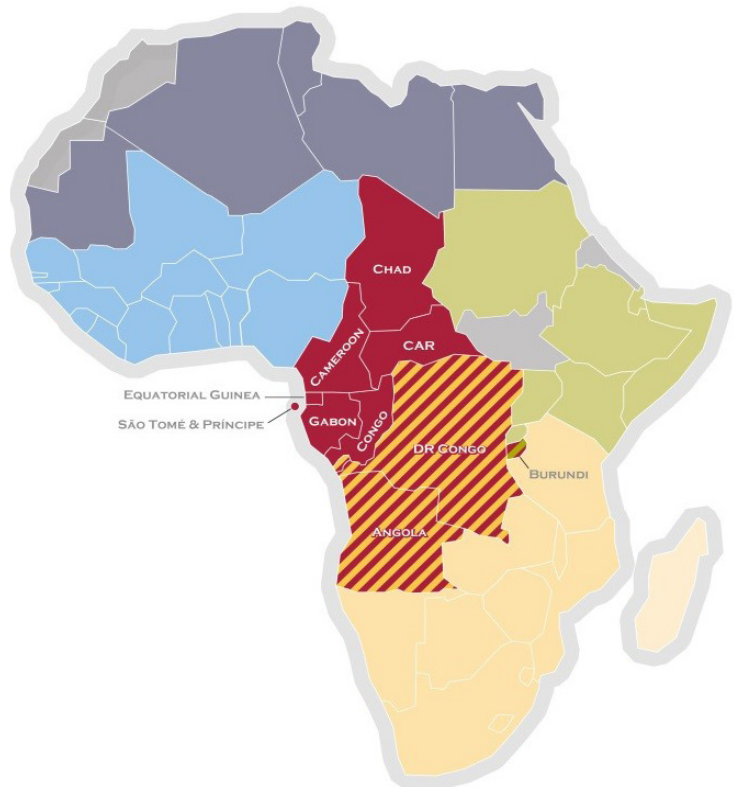 Chad
CAR
Cameroon
Equatorial Guinea
São Tomé & Príncipe
Gabon
Congo
DR Congo
Burundi
Angola